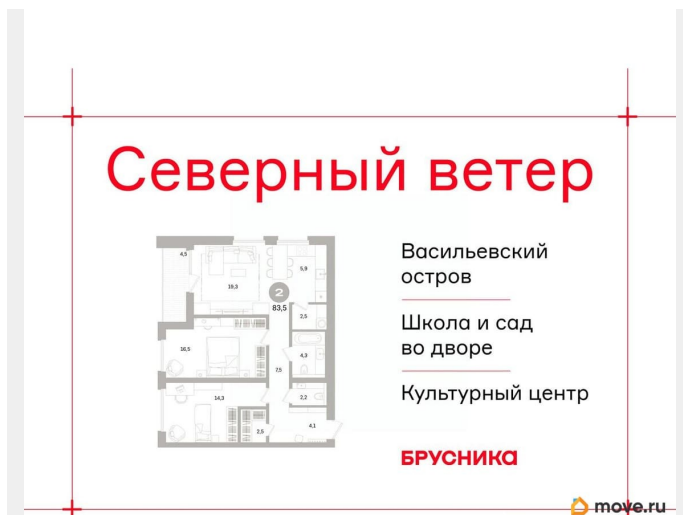 Северный ветер
4,5
19,3
5,9
2
83,5
2,5
16,5
7,5
4,3
14,3
2,2
2,5
4,1
Васильевский
остров
Школа и сад
во дворе
Культурный центр
БРУСНИКА
move.ru